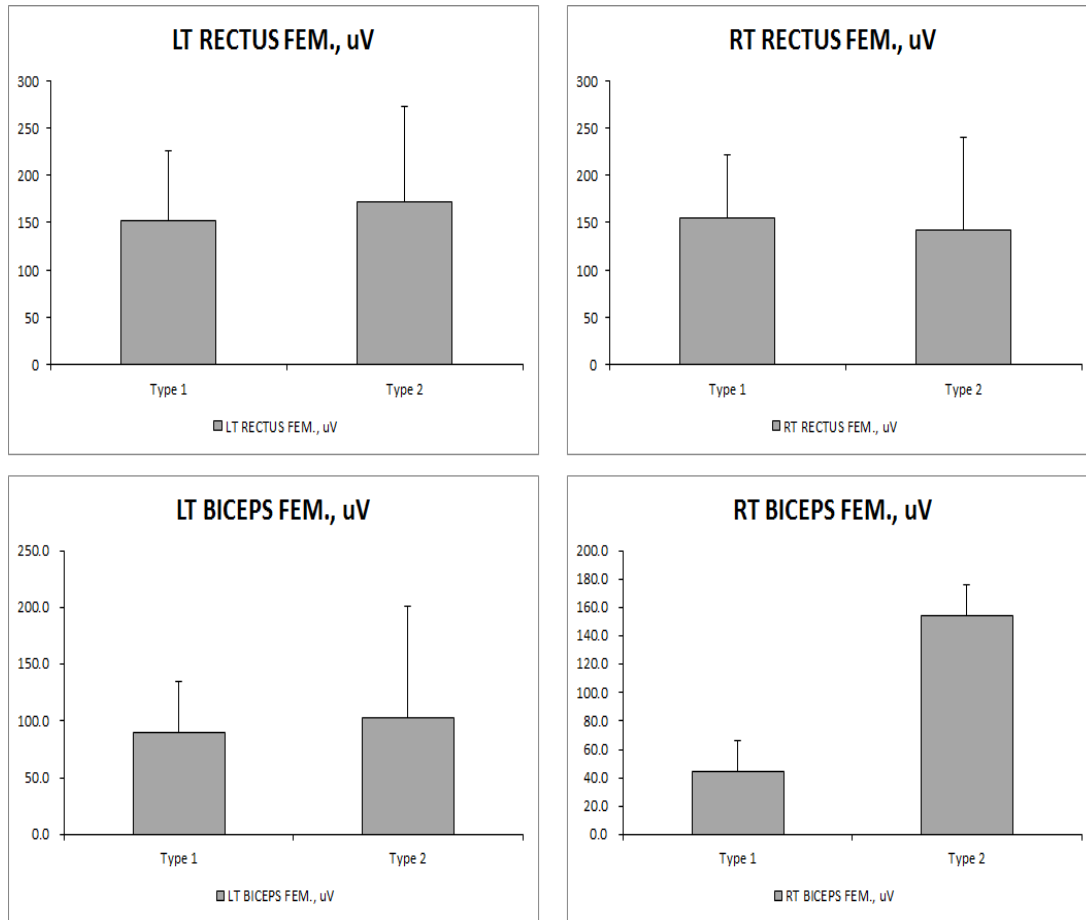 LT RECTUS FEM., uV
300
250
200
150
100
50
0
Type 1
Type 2
LT RECTUS FEM., uV
RT RECTUS FEM., uV
300
250
200
150
100
50
0
Type 1
Type 2
RT RECTUS FEM., uV
LT BICEPS FEM., uV
250.0
200.0
150.0
100.0
50.0
0.0
Type 1
Type 2
LT BICEPS FEM., uV
RT BICEPS FEM., uV
200.0
180.0
160.0
140.0
120.0
100.0
80.0
60.0
40.0
20.0
0.0
Type 1
Type 2
RT BICEPS FEM., uV